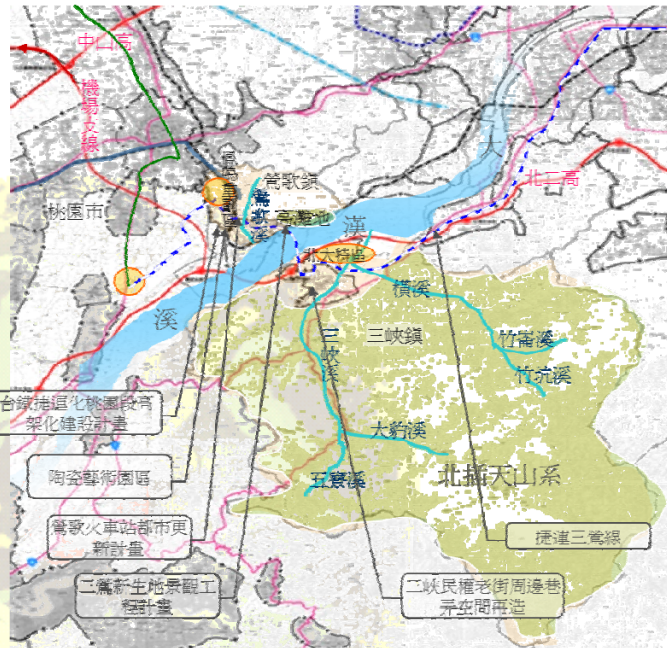 中山高
機場支線
桃園市
鶯歌鎮
鶯歌溪
大
漢
溪
北二高
北大特區
橫溪
三峽鎮
三峽溪
竹崙溪
竹坑溪
大豹溪
五寮溪
北插天山系
台鐵捷運化桃園段高
架化建設計畫
陶瓷藝術園區
鶯歌火車站都市更
新計畫
三鶯新生地景觀工
程計畫
三峽民權老街周邊巷
弄空間再造
捷運三鶯線